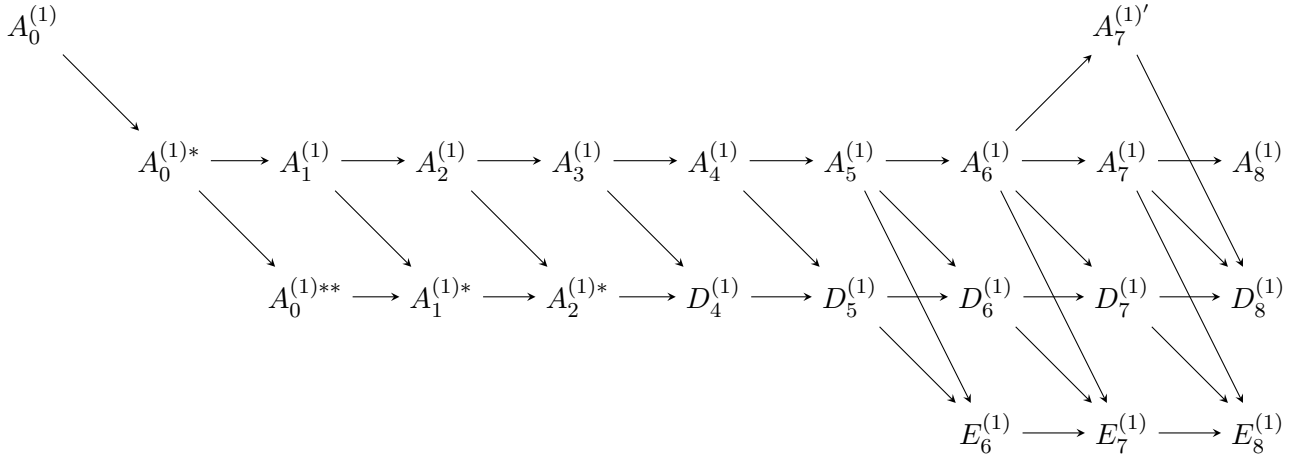 A_0^{(1)} A_7^{(1)'}
A_0^{(1)*} A_1^{(1)} A_2^{(1)} A_3^{(1)} A_4^{(1)} A_5^{(1)} A_6^{(1)} A_7^{(1)} A_8^{(1)}
A_0^{(1)**} A_1^{(1)*} A_2^{(1)*} D_4^{(1)} D_5^{(1)} D_6^{(1)} D_7^{(1)} D_8^{(1)}
E_6^{(1)} E_7^{(1)} E_8^{(1)}